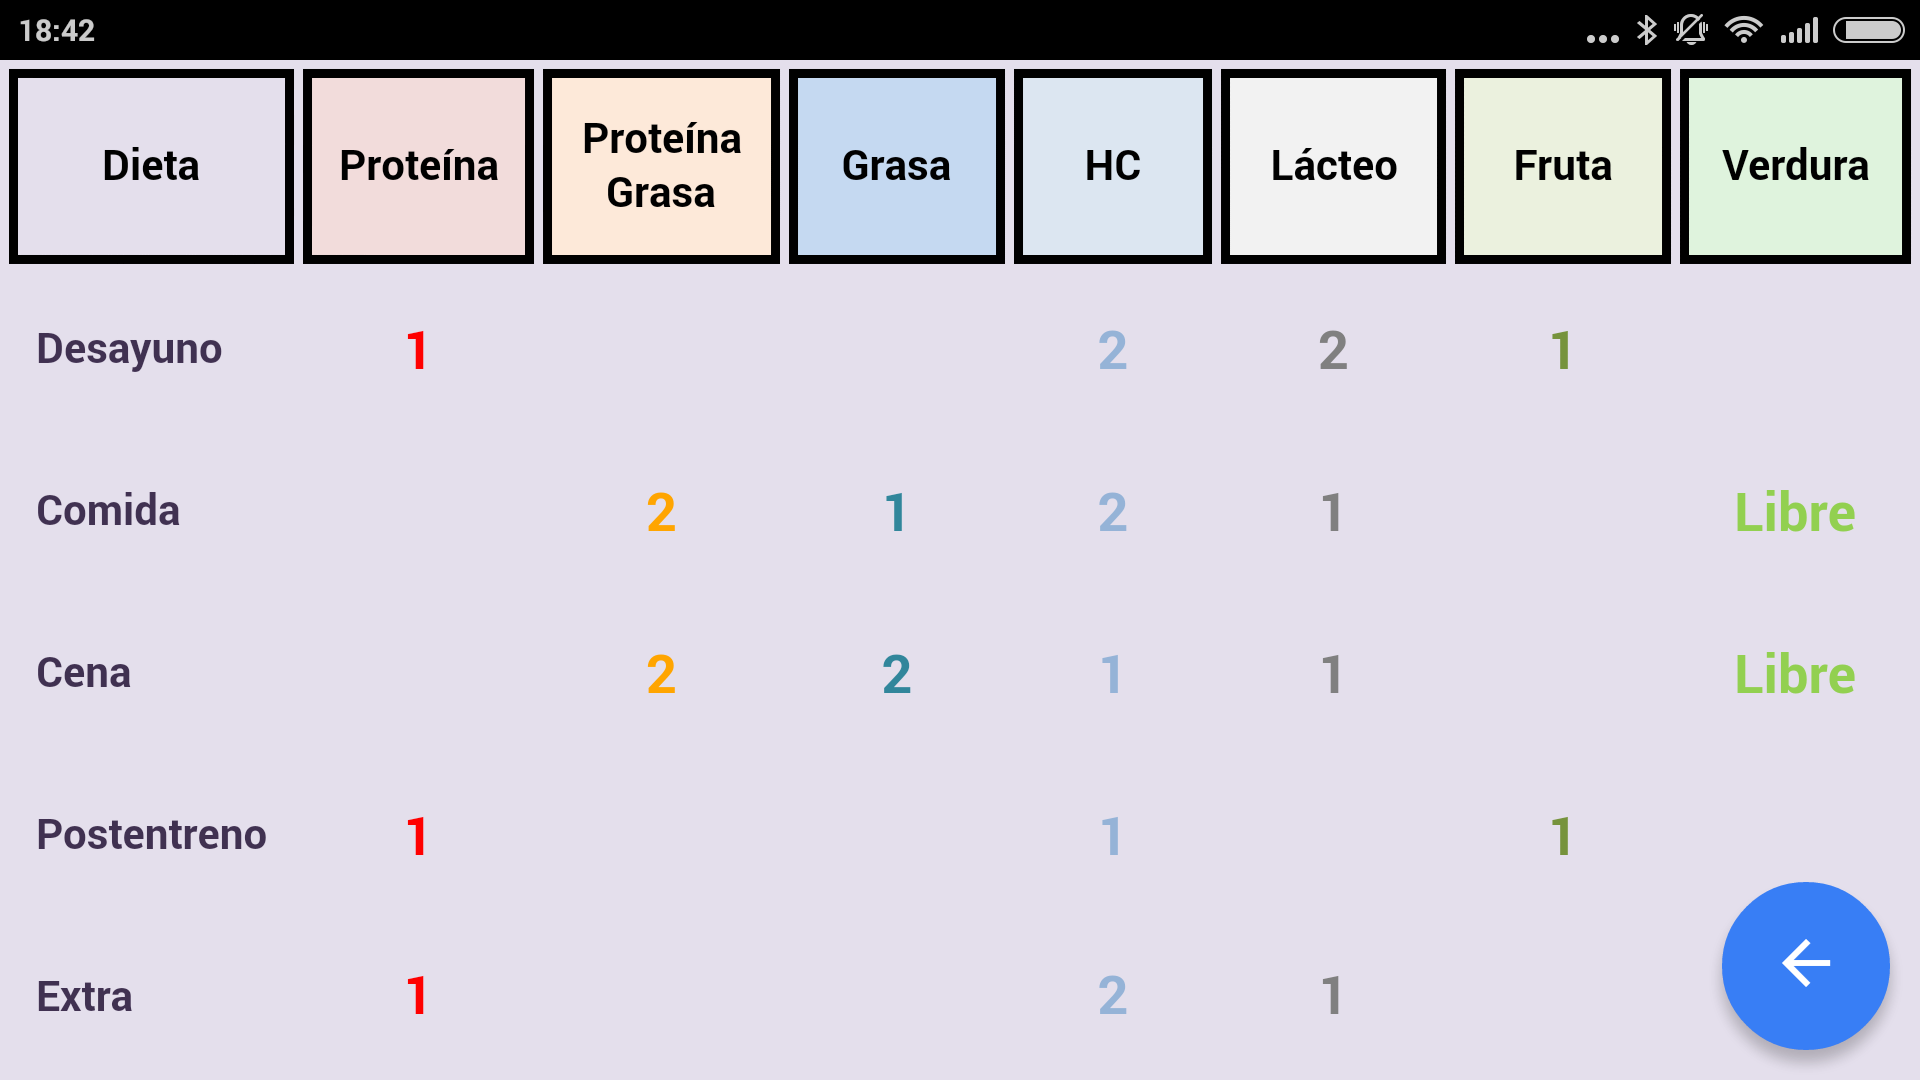 18:42
Dieta Proteína Proteína Grasa Grasa HC Lácteo Fruta Verdura
Desayuno 1 2 2 1
Comida 2 1 2 1 Libre
Cena 2 2 1 1 Libre
Postentreno 1 1 1
Extra 1 2 1